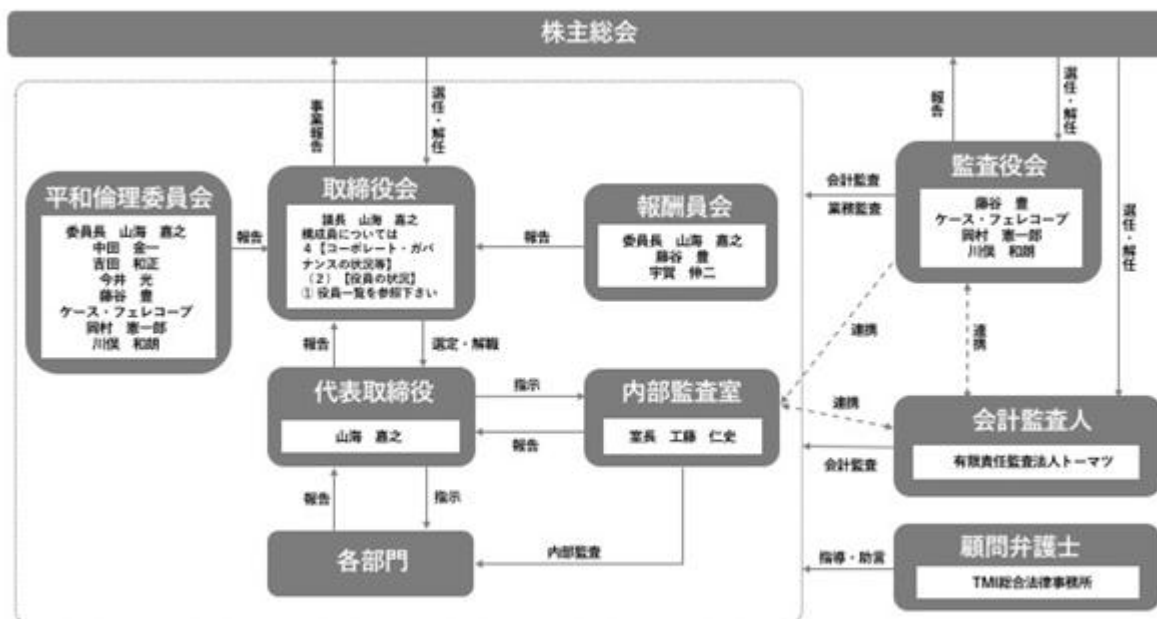 株主総会
事業報告
選任・解任
報告
選任・解任
選任・解任
平和倫理委員会
委員長 山海 嘉之
中田 金一
吉田 和正
今井 光
藤谷 豊
ケース・フェレコープ
岡村 憲一郎
川俣 和朗
報告
取締役会
議長 山海 嘉之
構成員については
4【コーポレート・ガバ
ナンスの状況等】
(2)【役員の状況】
① 役員一覧を参照下さい
報告
報酬員会
委員長 山海 嘉之
藤谷 豊
宇賀 伸二
会計監査
業務監査
監査役会
藤谷 豊
ケース・フェレコープ
岡村 憲一郎
川俣 和朗
報告
選定・解職
連携
連携
代表取締役
山海 嘉之
指示
報告
内部監査室
室長 工藤 仁史
連携
会計監査
会計監査人
有限責任監査法人トーマツ
報告
指示
各部門
内部監査
指導・助言
顧問弁護士
TMI総合法律事務所